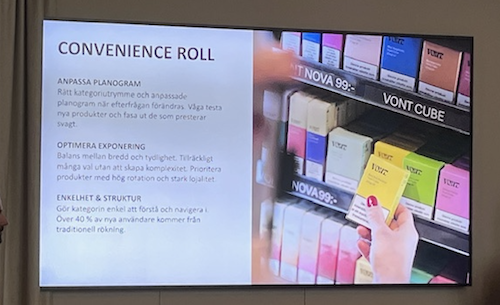 CONVENIENCE ROLL
ANPASSA PLANOGRAM
Rätt kategoriutrymme och anpassade
planogram när efterfrågan förändras. Våga testa
nya produkter och fasa ut de som presterar
svagt.
OPTIMERA EXPONERING
Balans mellan bredd och tydlighet. Tillräckligt
många val utan att skapa komplexitet. Prioritera
produkter med hög rotation och stark lojalitet.
ENKELHET & STRUKTUR
Gör kategorin enkel att förstå och navigera i.
Över 40 % av nya användare kommer från
traditionell rökning.
VONT
T NOVA 99:-
VONT CUBE
VONT
VONT
NOVA 99:-